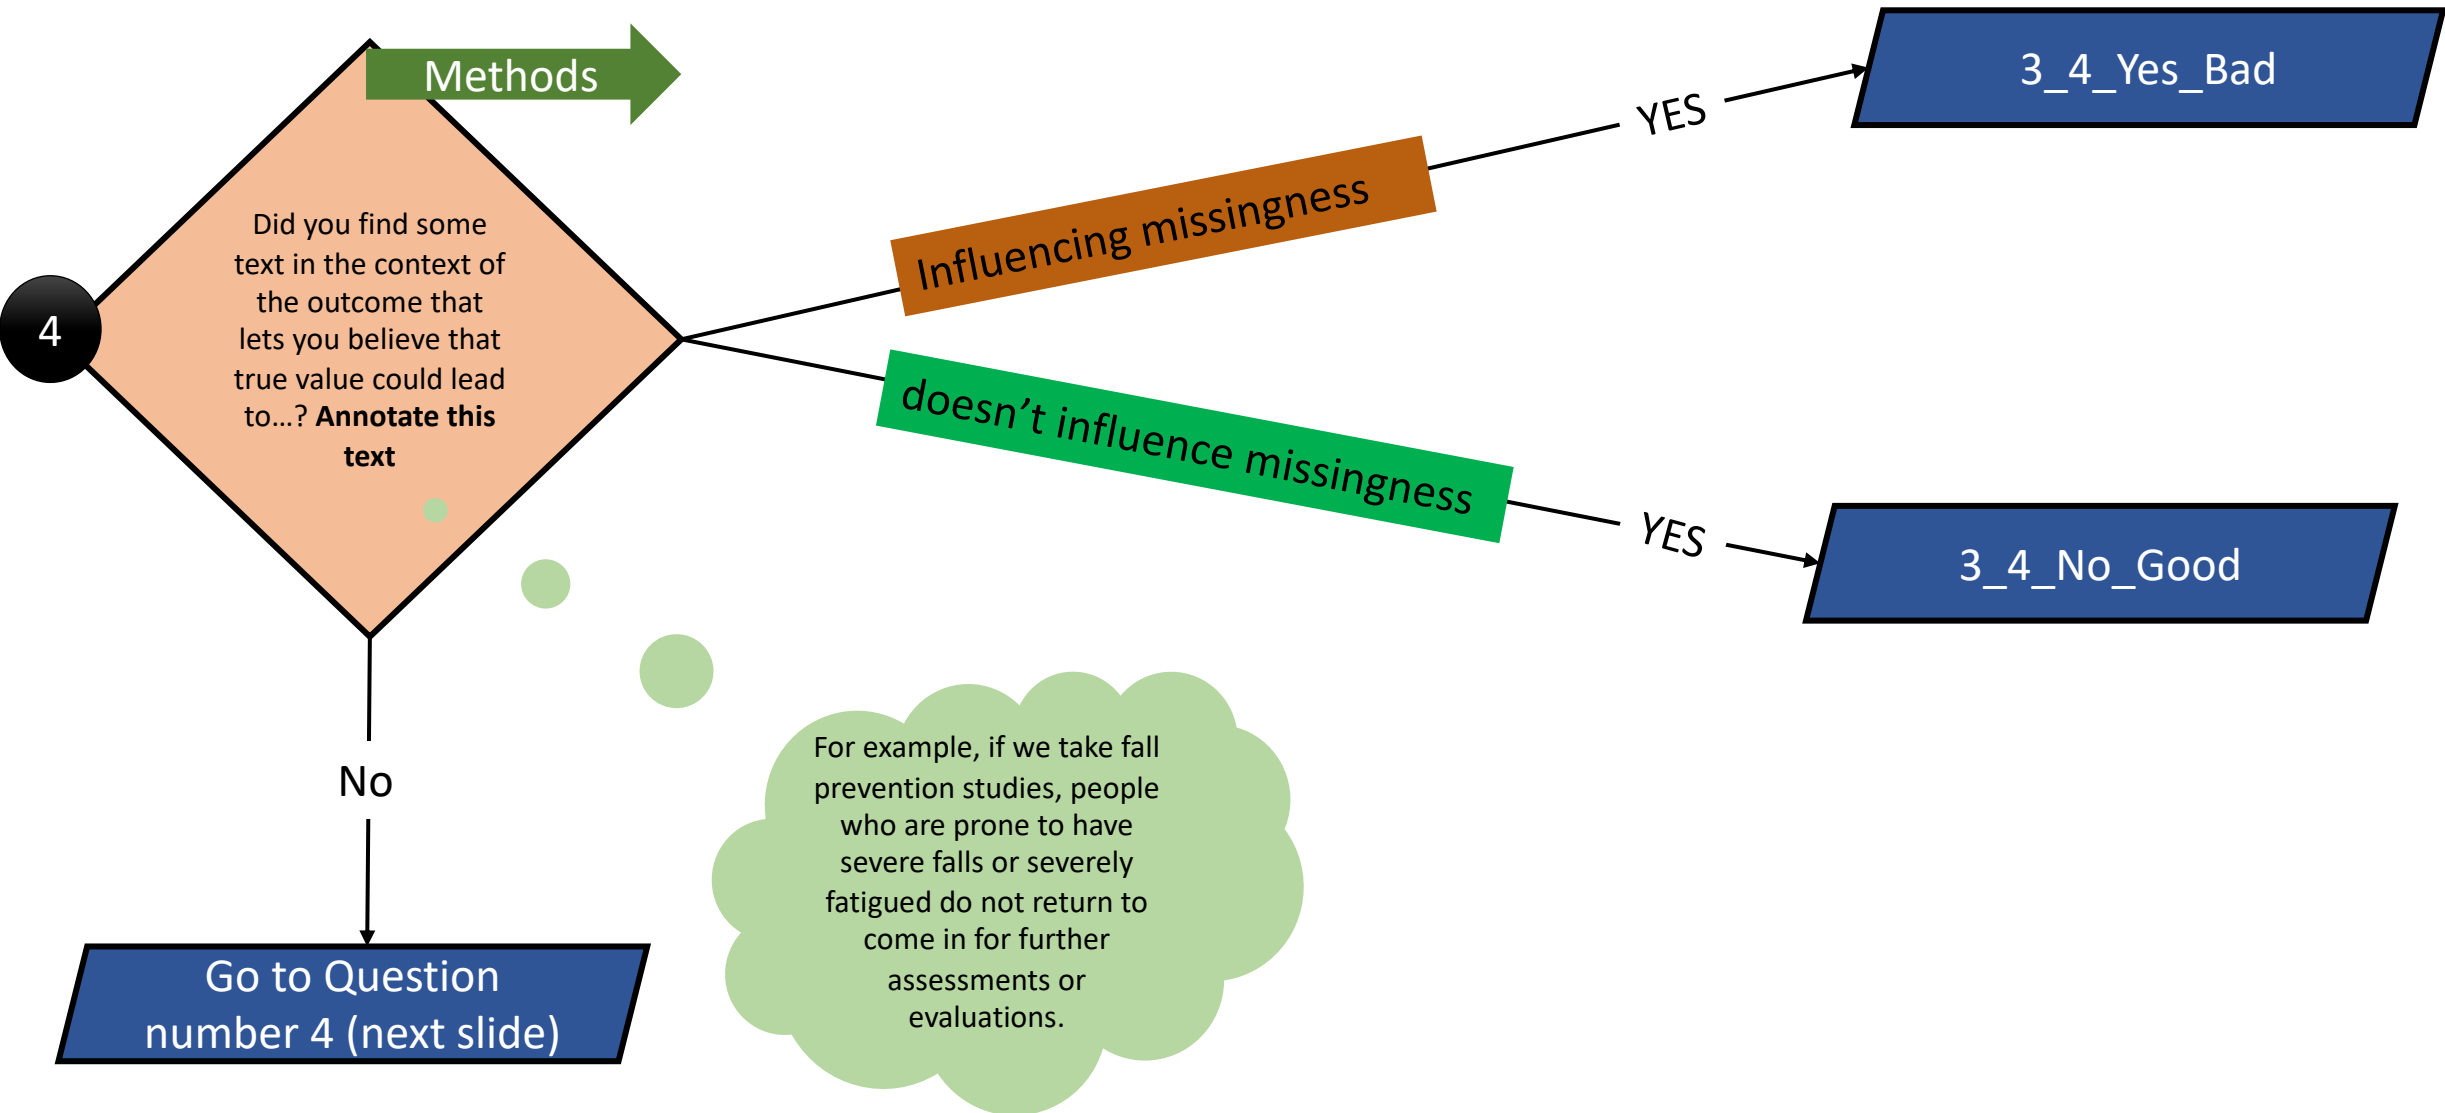 Methods
3_4_Yes_Bad
YES
Influencing missingness
Did you find some
text in the context of
the outcome that
lets you believe that
true value could lead
to...? Annotate this
text
4
doesn’t influence missingness
YES
3_4_No_Good
No
For example, if we take fall
prevention studies, people
who are prone to have
severe falls or severely
fatigued do not return to
come in for further
assessments or
evaluations.
Go to Question
number 4 (next slide)